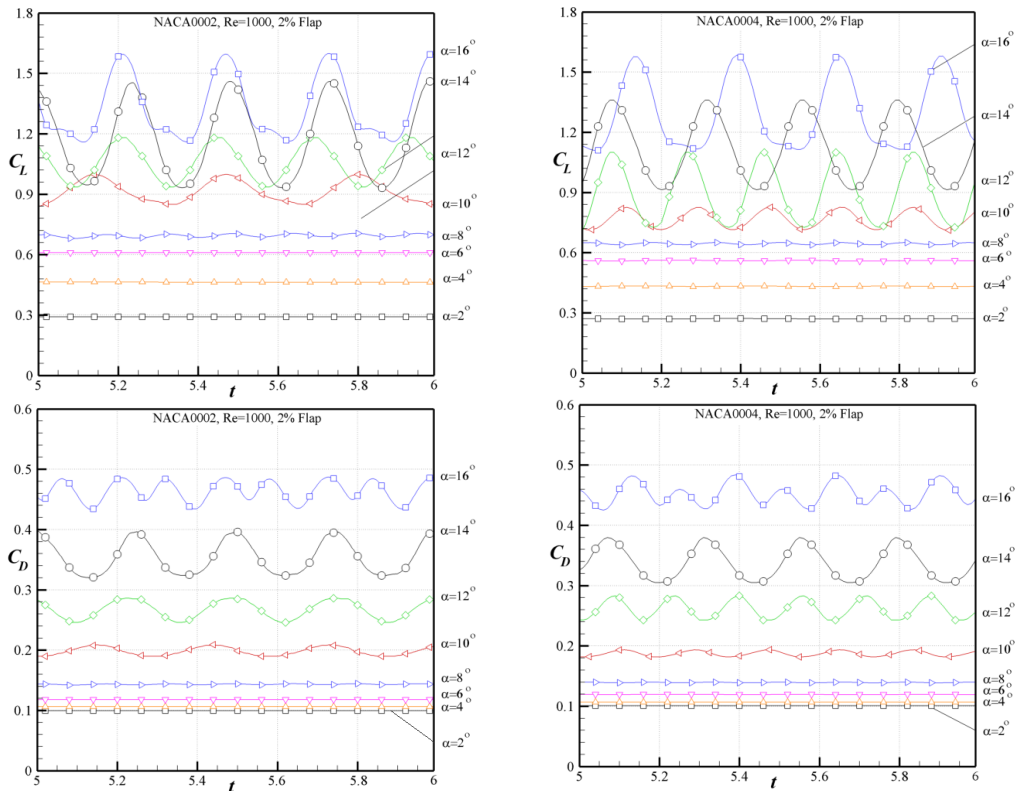 NACA0002, Re=1000, 2% Flap
1.8
1.5
1.2
0.9
0.6
0.3
0
C_L
5
5.2
5.4
5.6
5.8
6
t
α=16°
α=14°
α=12°
α=10°
α=8°
α=6°
α=4°
α=2°
NACA0004, Re=1000, 2% Flap
1.8
1.5
1.2
0.9
0.6
0.3
0
C_L
5
5.2
5.4
5.6
5.8
6
t
α=16°
α=14°
α=12°
α=10°
α=8°
α=6°
α=4°
α=2°
NACA0002, Re=1000, 2% Flap
0.6
0.5
0.4
0.3
0.2
0.1
0
C_D
5
5.2
5.4
5.6
5.8
6
t
α=16°
α=14°
α=12°
α=10°
α=8°
α=6°
α=4°
α=2°
NACA0004, Re=1000, 2% Flap
0.6
0.5
0.4
0.3
0.2
0.1
0
C_D
5
5.2
5.4
5.6
5.8
6
t
α=16°
α=14°
α=12°
α=10°
α=8°
α=6°
α=4°
α=2°